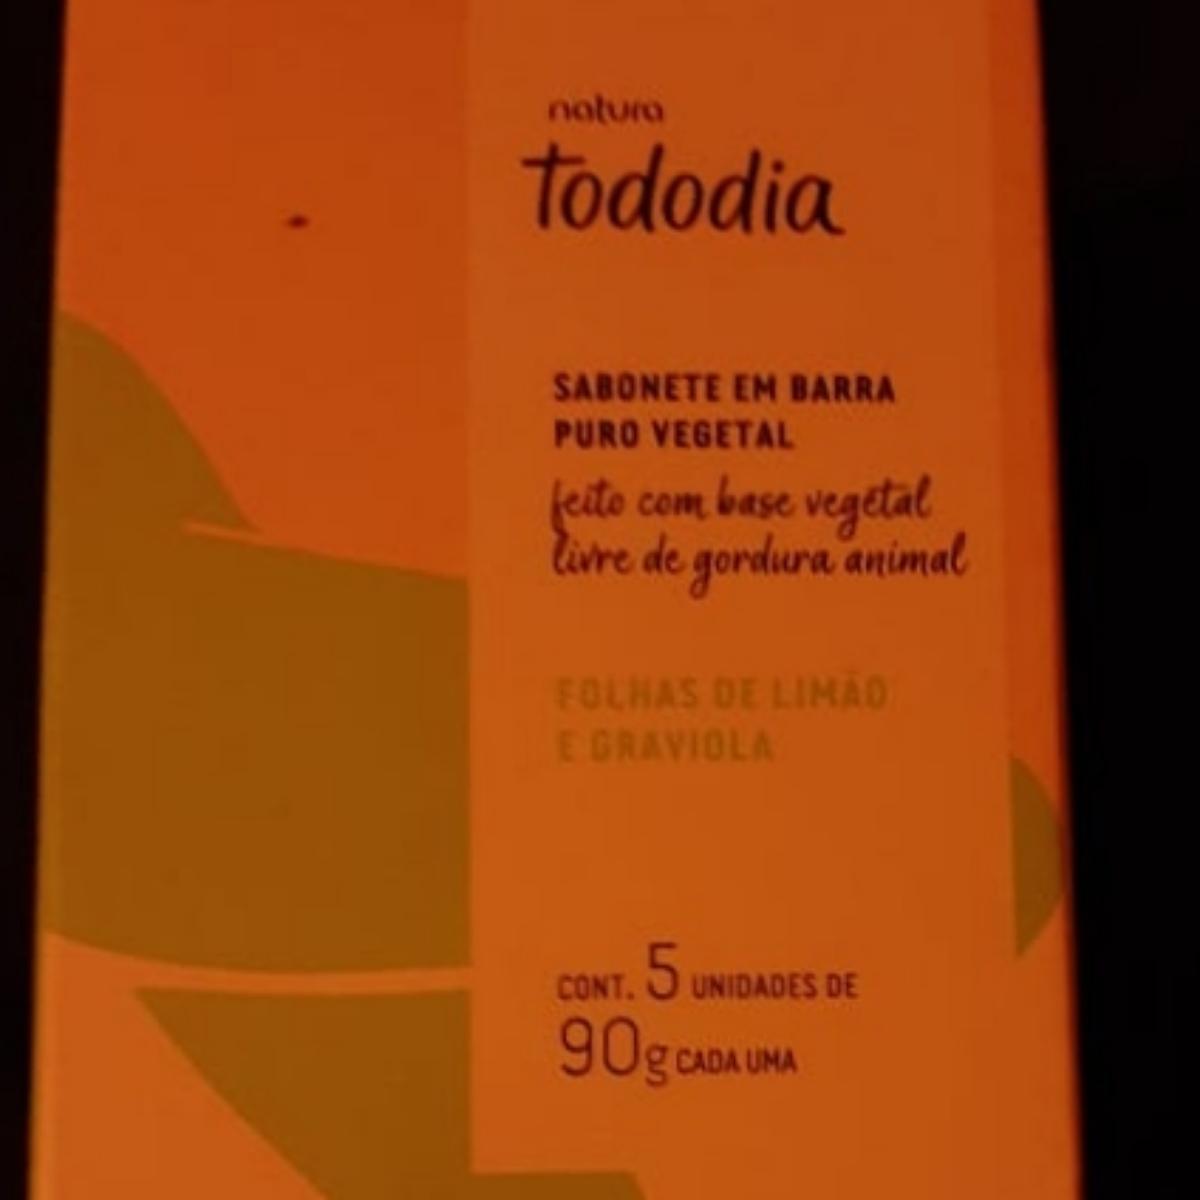 natura
Tododia
SABONETE EM BARRA
PURO VEGETAL
feito com base vegetal
livre de gordura animal
FOLHAS DE LIMÃO
E GRAVIOLA
CONT. 5 UNIDADES DE
90g CADA UMA